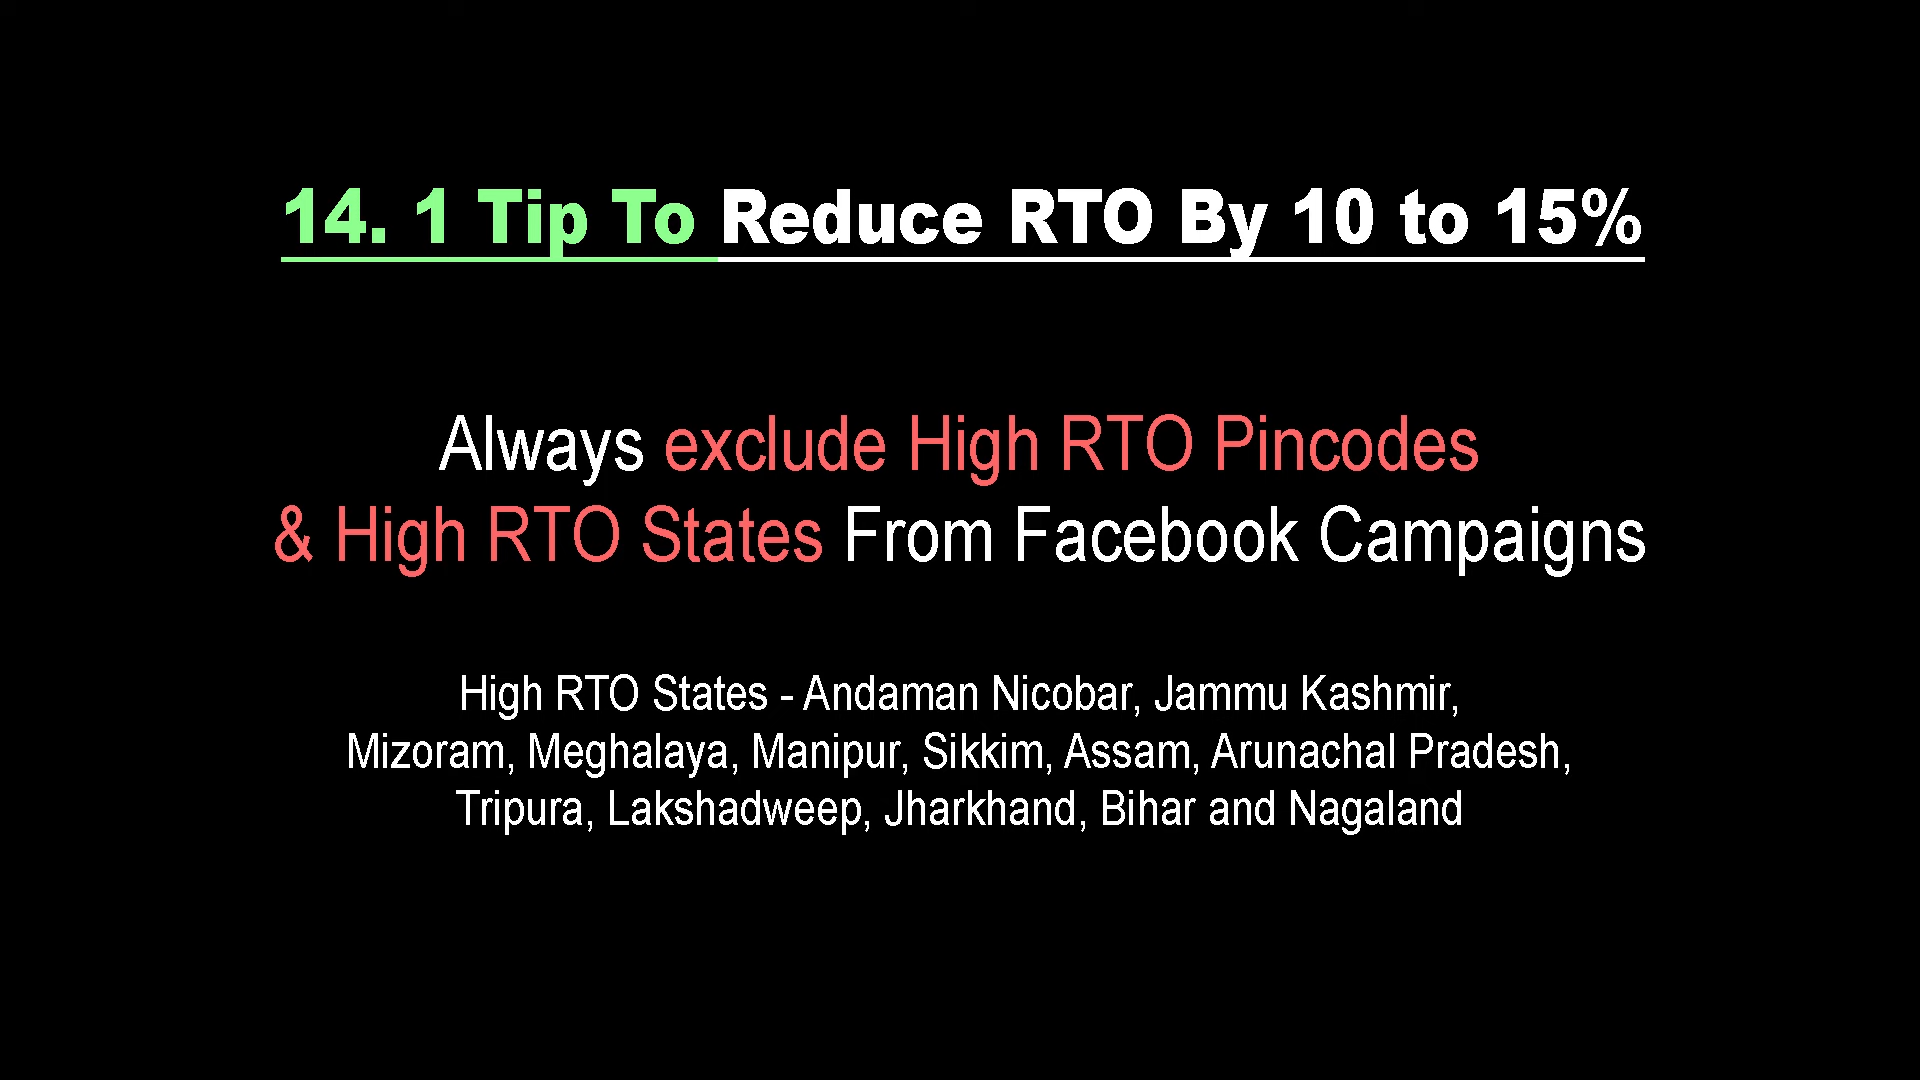 14. 1 Tip To Reduce RTO By 10 to 15%
Always exclude High RTO Pincodes
& High RTO States From Facebook Campaigns
High RTO States - Andaman Nicobar, Jammu Kashmir,
Mizoram, Meghalaya, Manipur, Sikkim, Assam, Arunachal Pradesh,
Tripura, Lakshadweep, Jharkhand, Bihar and Nagaland